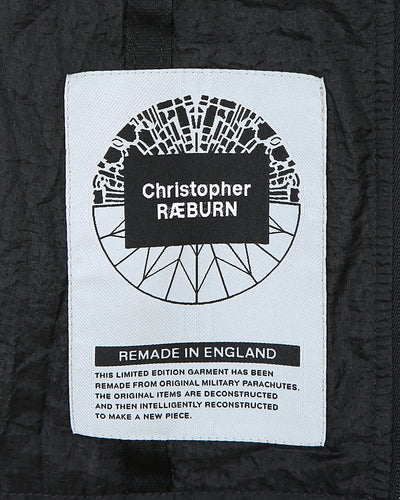 Christopher
RÆBURN
REMADE IN ENGLAND
THIS LIMITED EDITION GARMENT HAS BEEN
REMADE FROM ORIGINAL MILITARY PARACHUTES.
THE ORIGINAL ITEMS ARE DECONSTRUCTED
AND THEN INTELLIGENTLY RECONSTRUCTED
TO MAKE A NEW PIECE.